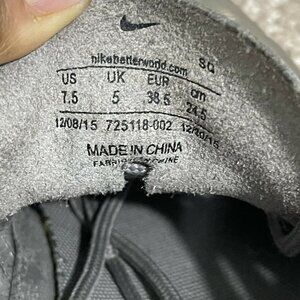 nikebetterworld.com SQ
US UK EUR cm
7.5 5 38.5 24.5
12/08/15 725118-002
MADE IN CHINA